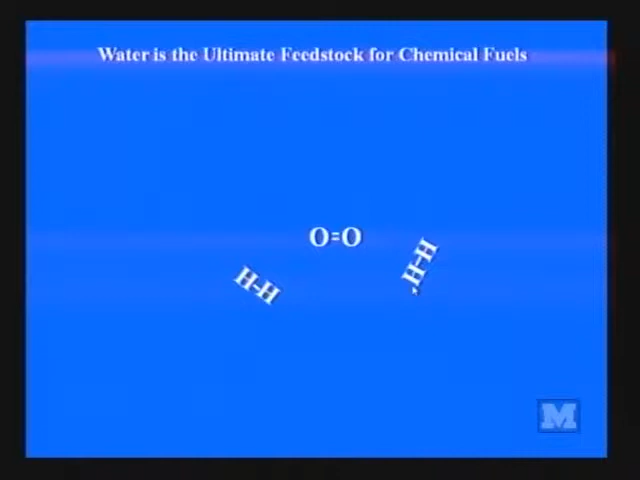 Water is the Ultimate Feedstock for Chemical Fuels
O=O
H-H
H-H
M